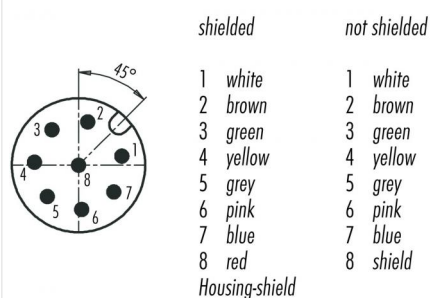 45°
2
3
1
4
8
7
5
6
shielded
1 white
2 brown
3 green
4 yellow
5 grey
6 pink
7 blue
8 red
Housing-shield
not shielded
1 white
2 brown
3 green
4 yellow
5 grey
6 pink
7 blue
8 shield